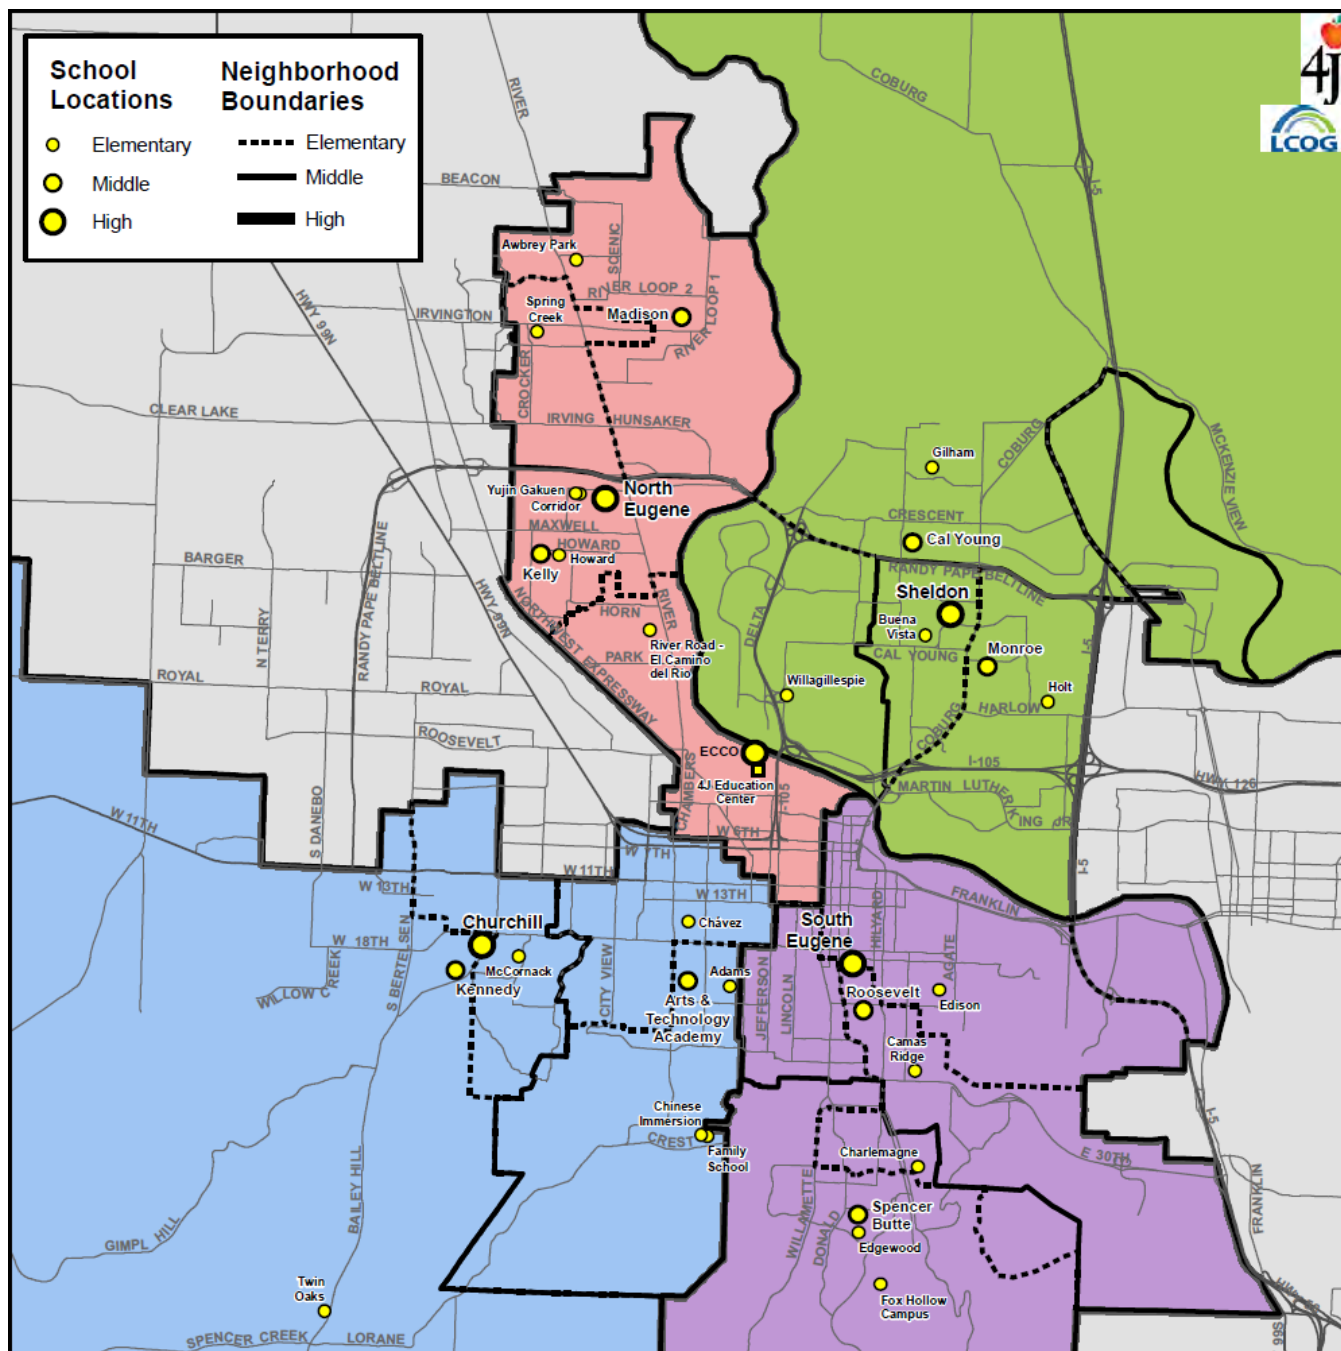 School
Locations
Elementary
Middle
High
Neighborhood
Boundaries
Elementary
Middle
High
4J
LCOG
COBURG
RIVER
I-5
BEACON
Awbrey Park
SCENIC
RIVER LOOP 2
RIVER LOOP 1
HWY 99N
Spring
Creek
IRVINGTON
Madison
CROCKER
CLEAR LAKE
IRVING
HUNSAKER
COBURG
MCKENZIE VIEW
Gilham
Yujin Gakuen
Corridor
North
Eugene
MAXWELL
CRESCENT
Cal Young
HOWARD
Howard
Kelly
BARGER
RANDY PAPE BELTLINE
RANDY PAPE BELTLINE
HWY 99N
Sheldon
N TERRY
NORTHWEST EXPRESSWAY
HORN
RIVER
DELTA
Buena
Vista
River Road -
El Camino
del Rio
PARK
CAL YOUNG
Monroe
I-5
ROYAL
ROYAL
Willagillespie
Holt
HARLOW
COBURG
ROOSEVELT
ECCO
4J Education
Center
CHAMBERS
I-105
I-105
HWY 126
MARTIN LUTHER KING JR
W 11TH
S DANEBO
W 6TH
W 7TH
W 11TH
I-5
W 13TH
W 13TH
FRANKLIN
S BERTELSEN
Churchill
Chávez
South
Eugene
HILYARD
W 18TH
AGATE
WILLOW CREEK
McCornack
Kennedy
CITY VIEW
Adams
JEFFERSON
LINCOLN
Arts &
Technology
Academy
Roosevelt
Edison
Camas
Ridge
Chinese
Immersion
CREST
Family
School
I-5
Charlemagne
E 30TH
BAILEY HILL
WILLAMETTE
DONALD
Spencer
Butte
Edgewood
FRANKLIN
GIMPL HILL
Twin
Oaks
Fox Hollow
Campus
SPENCER CREEK
LORANE
99S